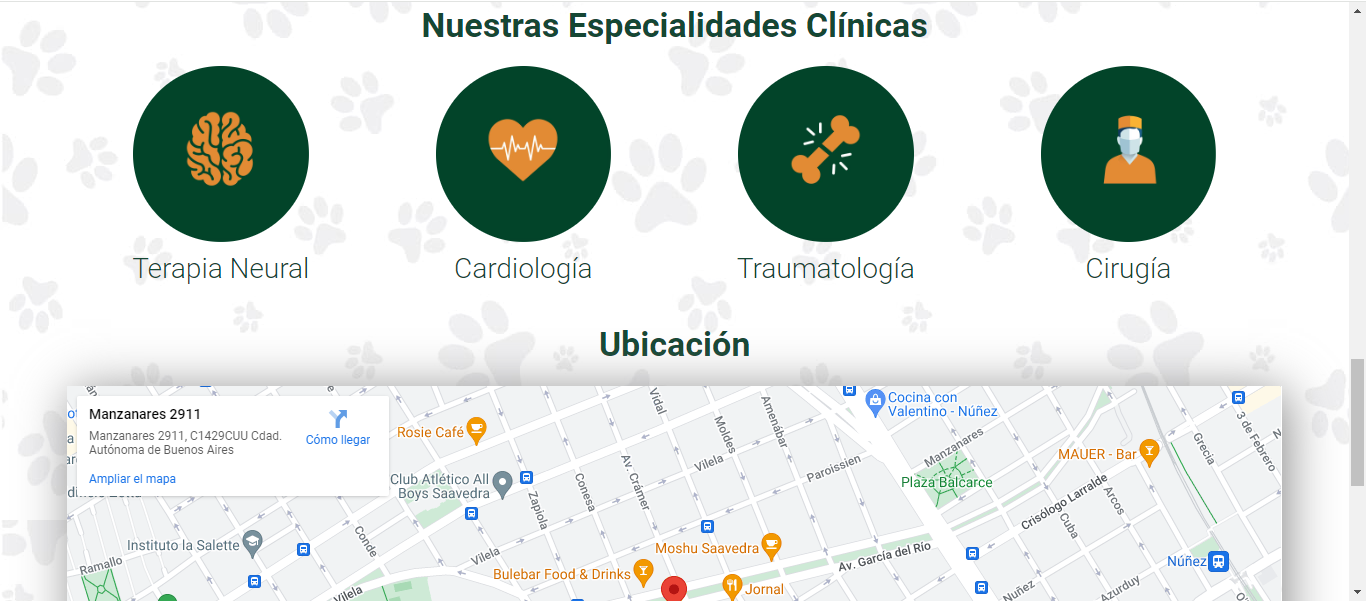 Nuestras Especialidades Clínicas
Terapia Neural
Cardiología
Traumatología
Cirugía
Ubicación
Manzanares 2911
Manzanares 2911, C1429CUU Cdad.
Autónoma de Buenos Aires
Cómo llegar
Ampliar el mapa
Rosie Café
Club Atlético All
Boys Saavedra
Instituto la Salette
Ramallo
Conde
Vilela
Vilela
Zapiola
Conesa
Av. Crámer
Vidal
Moldes
Vilela
Amenábar
Paroissien
Cocina con
Valentino - Núñez
Manzanares
Plaza Balcarce
MAUER - Bar
Grecia
3 de Febrero
Crisólogo Larralde
Arcos
Cuba
Moshu Saavedra
Av. García del Río
Núñez
Bulebar Food & Drinks
Jornal
Núñez
Azurduy